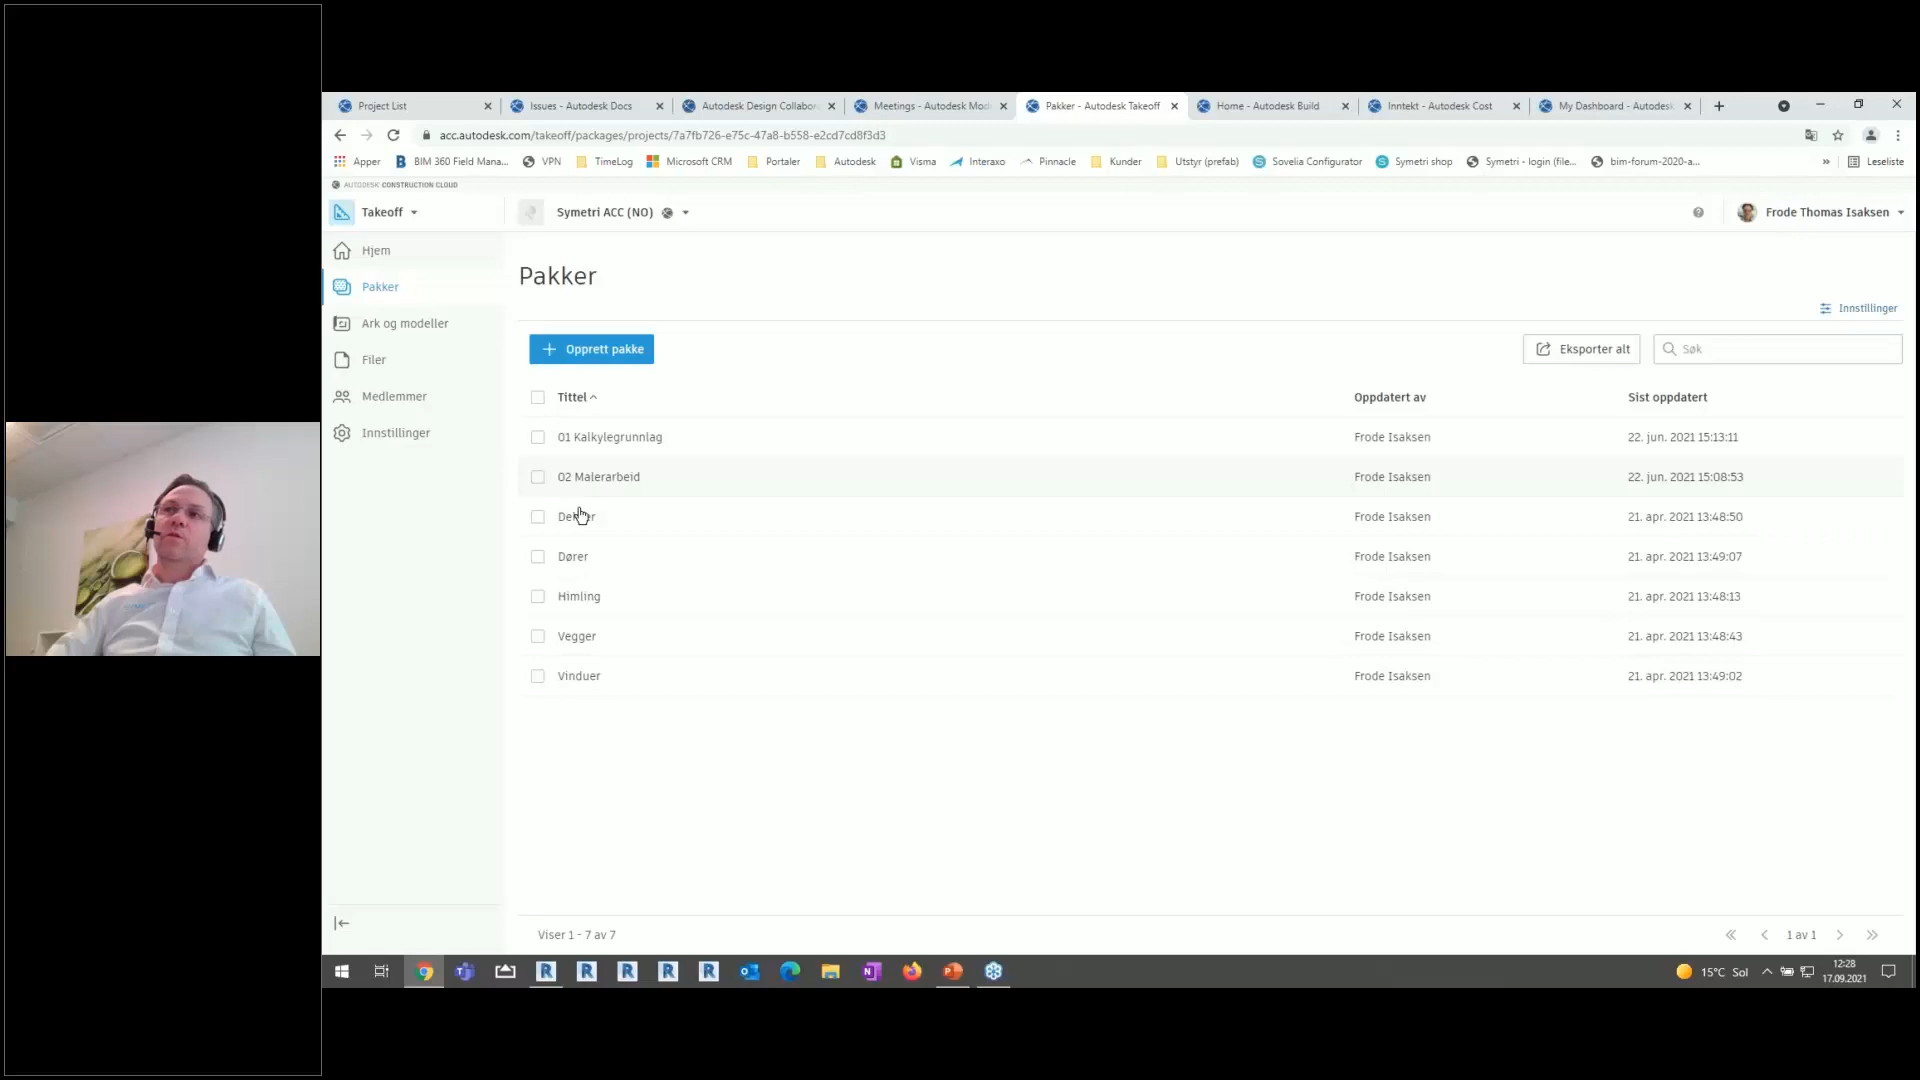 Project List
Issues - Autodesk Docs
Autodesk Design Collabor
Meetings - Autodesk Mod
Pakker - Autodesk Takeoff
Home - Autodesk Build
Inntekt - Autodesk Cost
My Dashboard - Autodesk
acc.autodesk.com/takeoff/packages/projects/7a7fb726-e75c-47a8-b558-e2cd7cd8f3d3
Apper
BIM 360 Field Mana...
VPN
TimeLog
Microsoft CRM
Portaler
Autodesk
Visma
Interaxo
Pinnacle
Kunder
Utstyr (prefab)
Sovelia Configurator
Symetri shop
Symetri - login (file...
bim-forum-2020-a...
»
Leseliste
AUTODESK CONSTRUCTION CLOUD
Takeoff
Symetri ACC (NO)
Frode Thomas Isaksen
Hjem
Pakker
Ark og modeller
Filer
Medlemmer
Innstillinger
Pakker
Innstillinger
Opprett pakke
Eksporter alt
Søk
Tittel Oppdatert av Sist oppdatert
01 Kalkylegrunnlag Frode Isaksen 22. jun. 2021 15:13:11
02 Malerarbeid Frode Isaksen 22. jun. 2021 15:08:53
Frode Isaksen 21. apr. 2021 13:48:50
Dører Frode Isaksen 21. apr. 2021 13:49:07
Himling Frode Isaksen 21. apr. 2021 13:48:13
Vegger Frode Isaksen 21. apr. 2021 13:48:43
Vinduer Frode Isaksen 21. apr. 2021 13:49:02
Viser 1 - 7 av 7
1 av 1
15°C Sol
12:28
17.09.2021